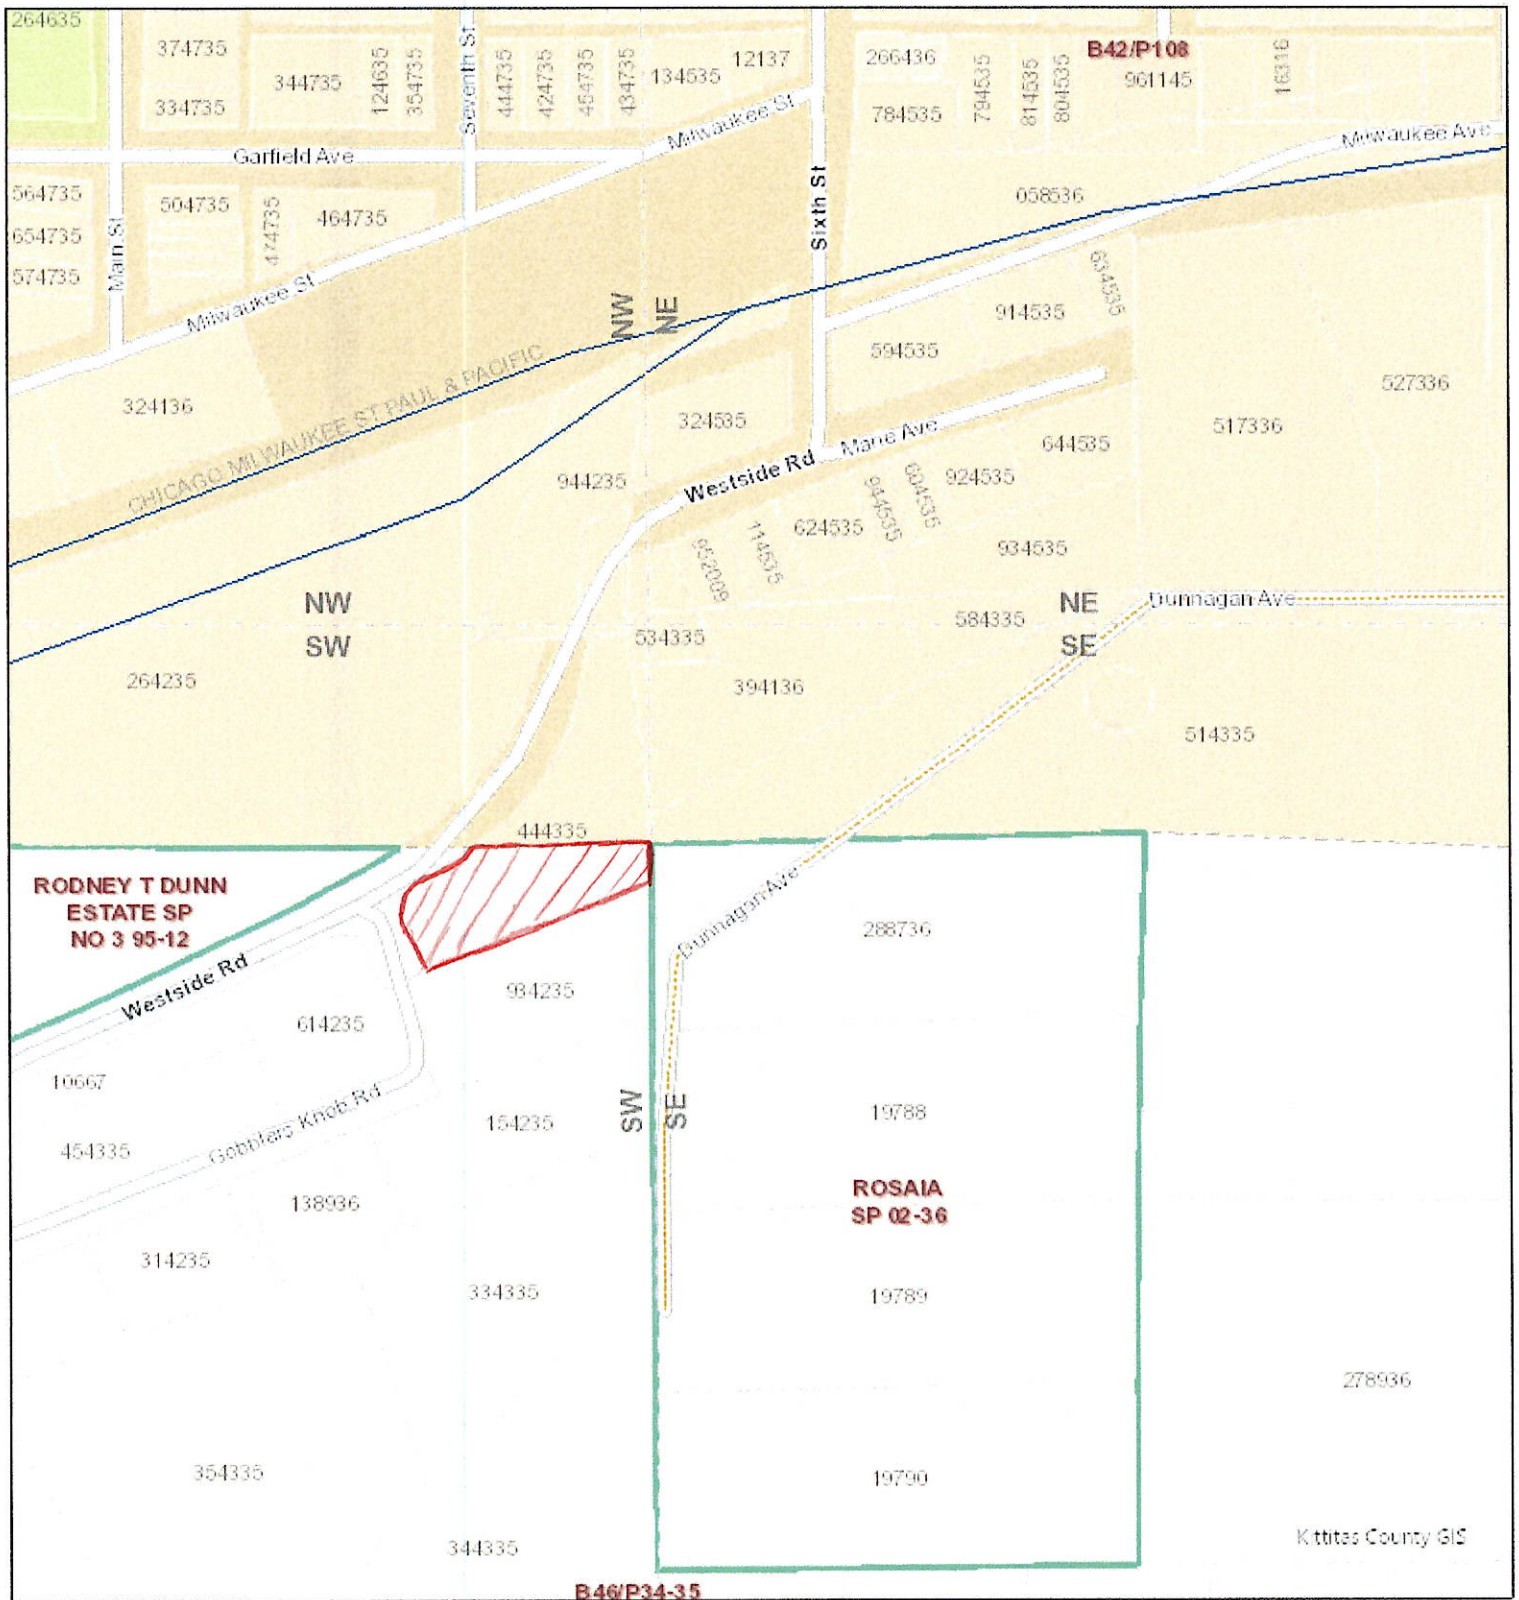 264635
374735
344735
124635
354735
Seventh St
444735
424735
454735
434735
134535
12137
266436
794535
814535
804535
B42/P108
961145
16316
334735
784535
Garfield Ave
Milwaukee St
Milwaukee Ave
564735
504735
474735
464735
058536
654735
Main St
Sixth St
574735
Milwaukee St
NW
NE
634535
914535
594535
CHICAGO MILWAUKEE ST PAUL & PACIFIC
324136
324535
527336
517336
Marie Ave
644535
Westside Rd
944235
924535
604535
944535
624535
114535
952009
934535
NW
SW
NE
SE
Dunnagan Ave
584335
534335
264235
394136
514335
444335
RODNEY T DUNN
ESTATE SP
NO 3 95-12
Westside Rd
Dunnagan Ave
288736
934235
614235
10667
454335
Gobblers Knob Rd
154235
SW
SE
19788
138936
ROSAIA
SP 02-36
314235
334335
19789
278936
354335
19790
344335
Kittitas County GIS
B46/P34-35